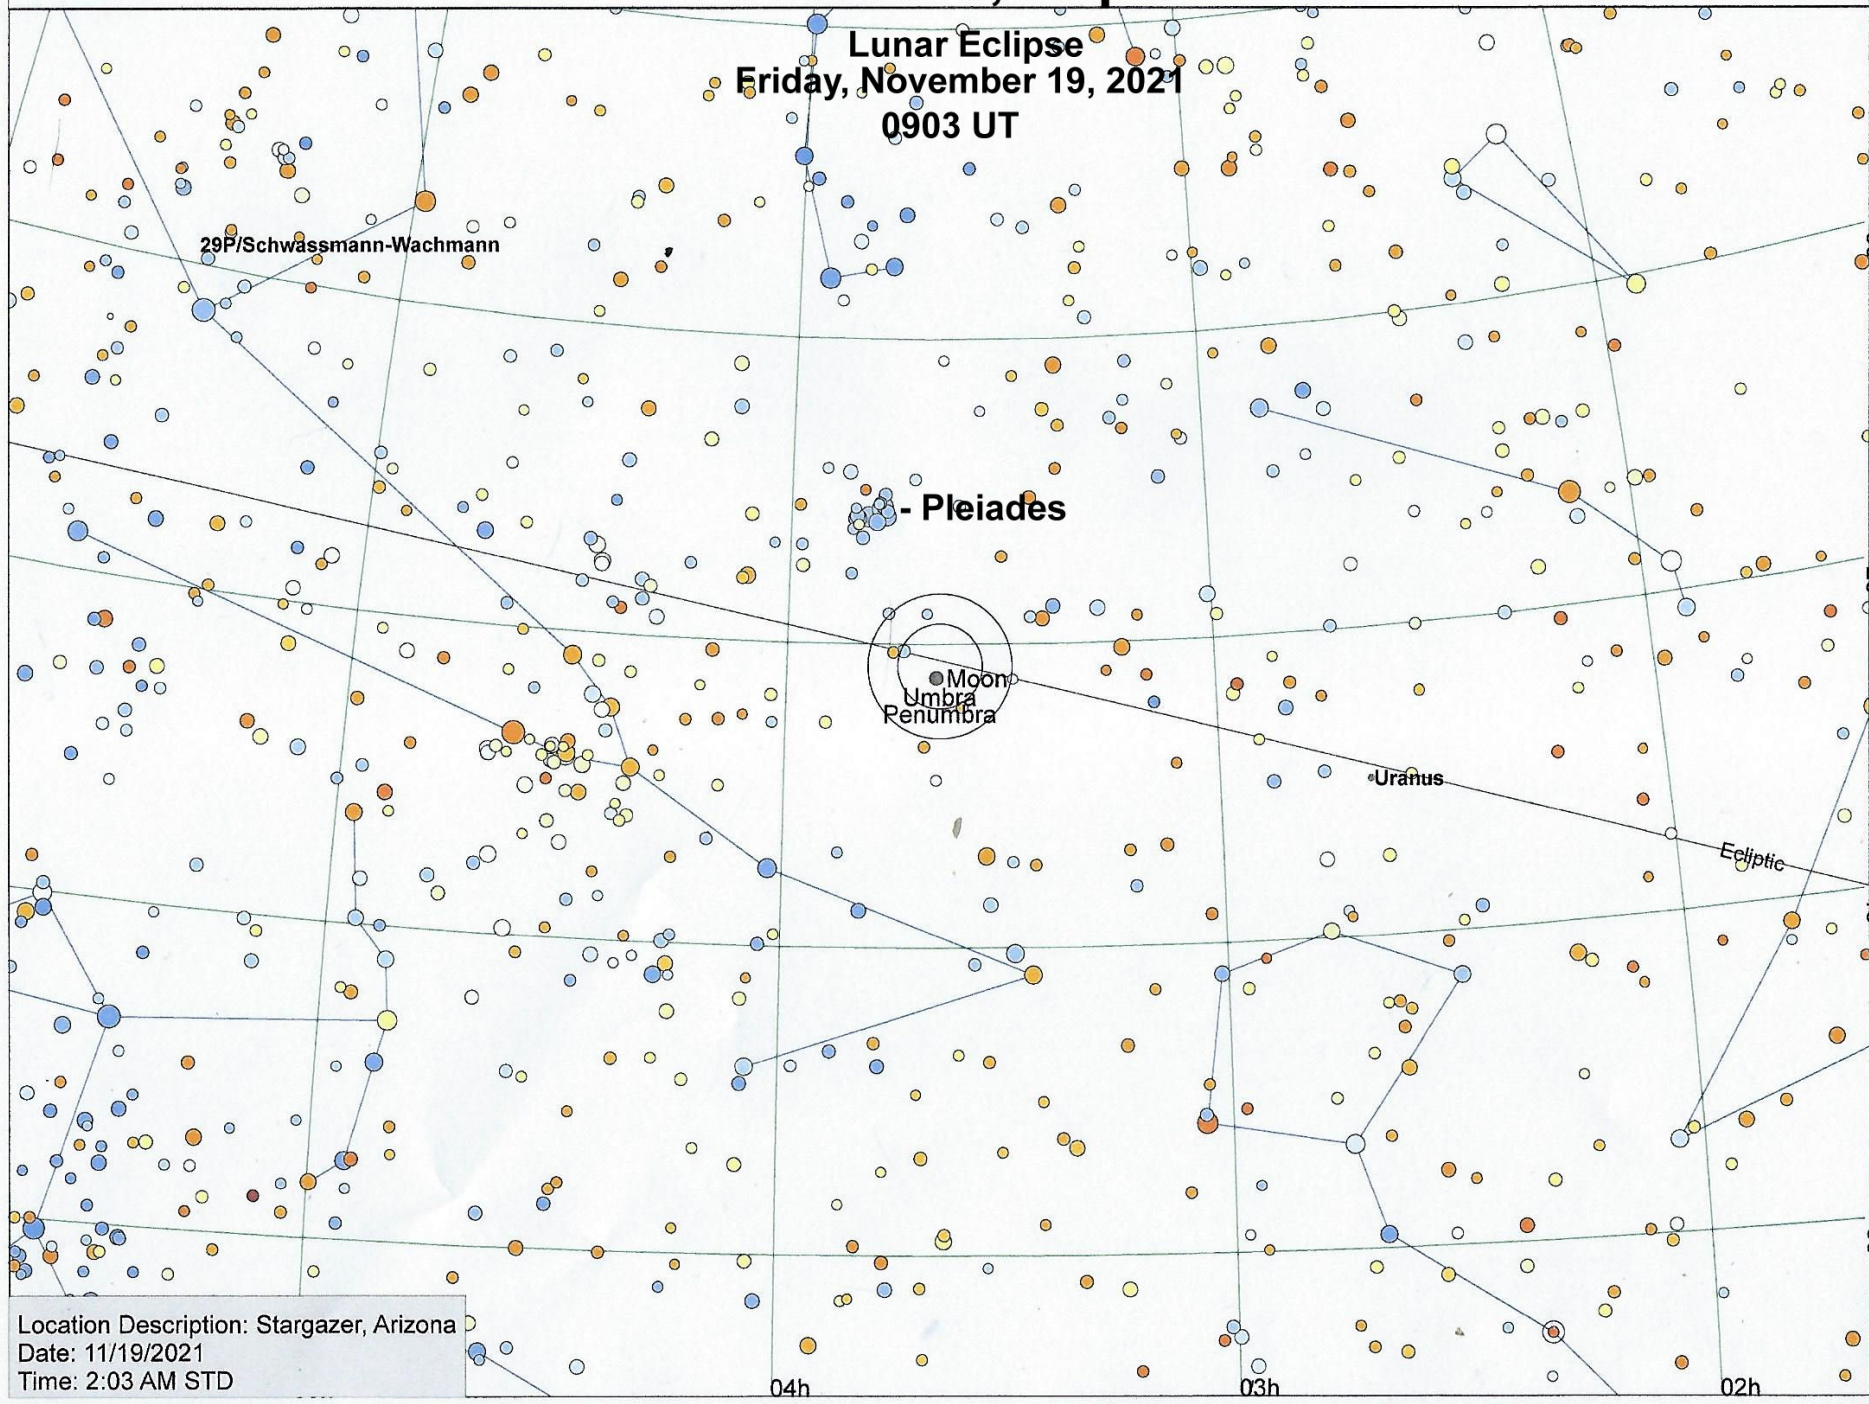 Lunar Eclipse
Friday, November 19, 2021
0903 UT
29P/Schwassmann-Wachmann
- Pleiades
Moon
Umbra
Penumbra
Uranus
Ecliptic
Location Description: Stargazer, Arizona
Date: 11/19/2021
Time: 2:03 AM STD
04h
03h
02h